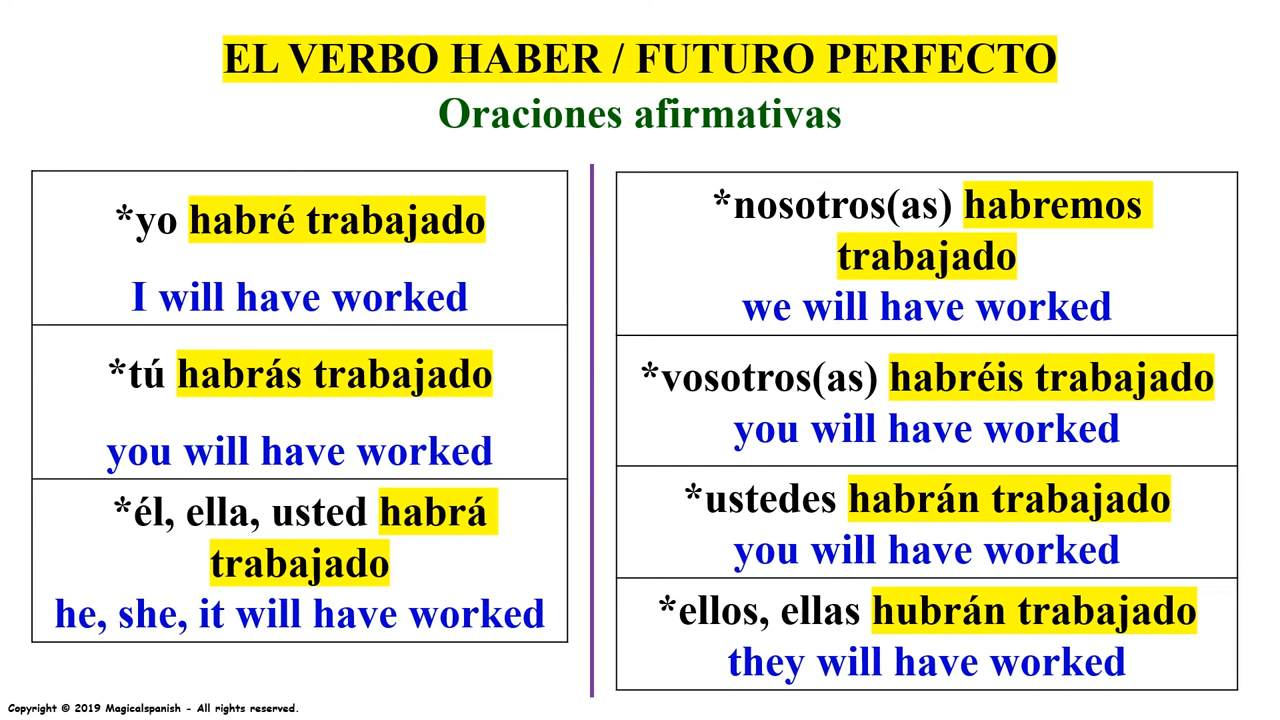 EL VERBO HABER / FUTURO PERFECTO
Oraciones afirmativas
*yo habré trabajado
I will have worked
*tú habrás trabajado
you will have worked
*él, ella, usted habrá
trabajado
he, she, it will have worked
*nosotros(as) habremos
trabajado
we will have worked
*vosotros(as) habréis trabajado
you will have worked
*ustedes habrán trabajado
you will have worked
*ellos, ellas hubrán trabajado
they will have worked
Copyright © 2019 Magicalspanish - All rights reserved.